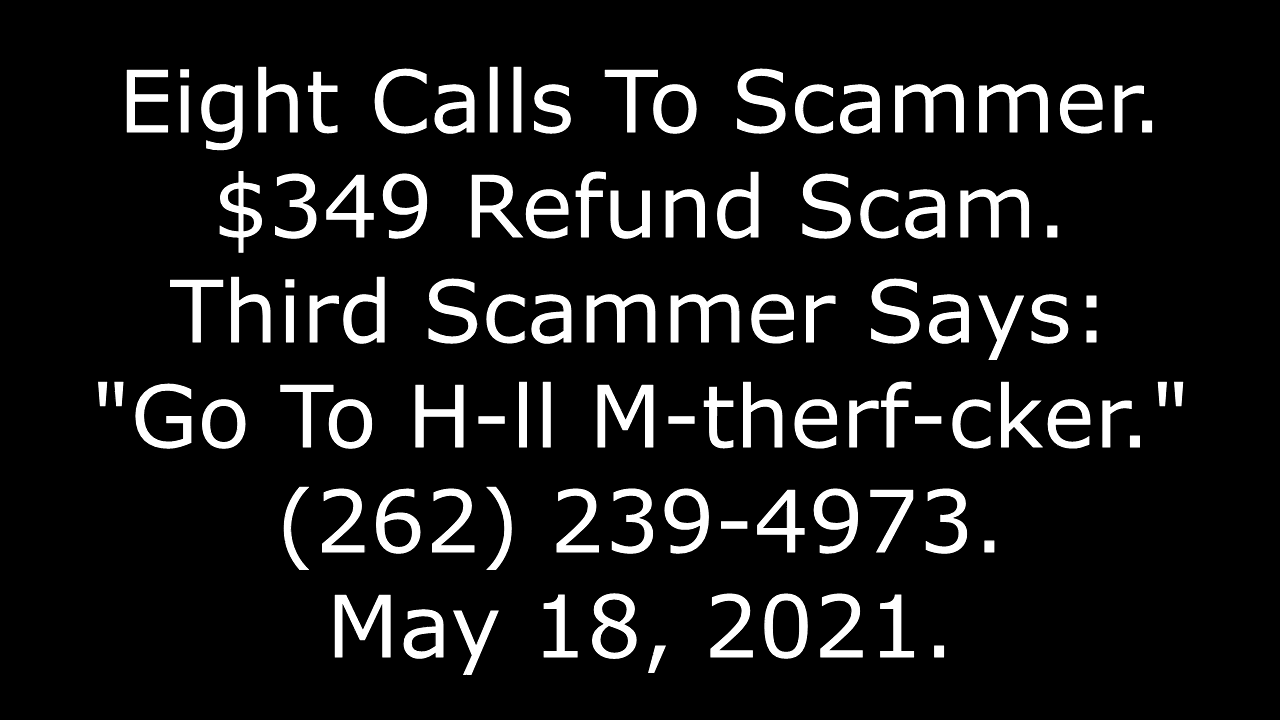 Eight Calls To Scammer.
$349 Refund Scam.
Third Scammer Says:
"Go To H-ll M-therf-cker."
(262) 239-4973.
May 18, 2021.